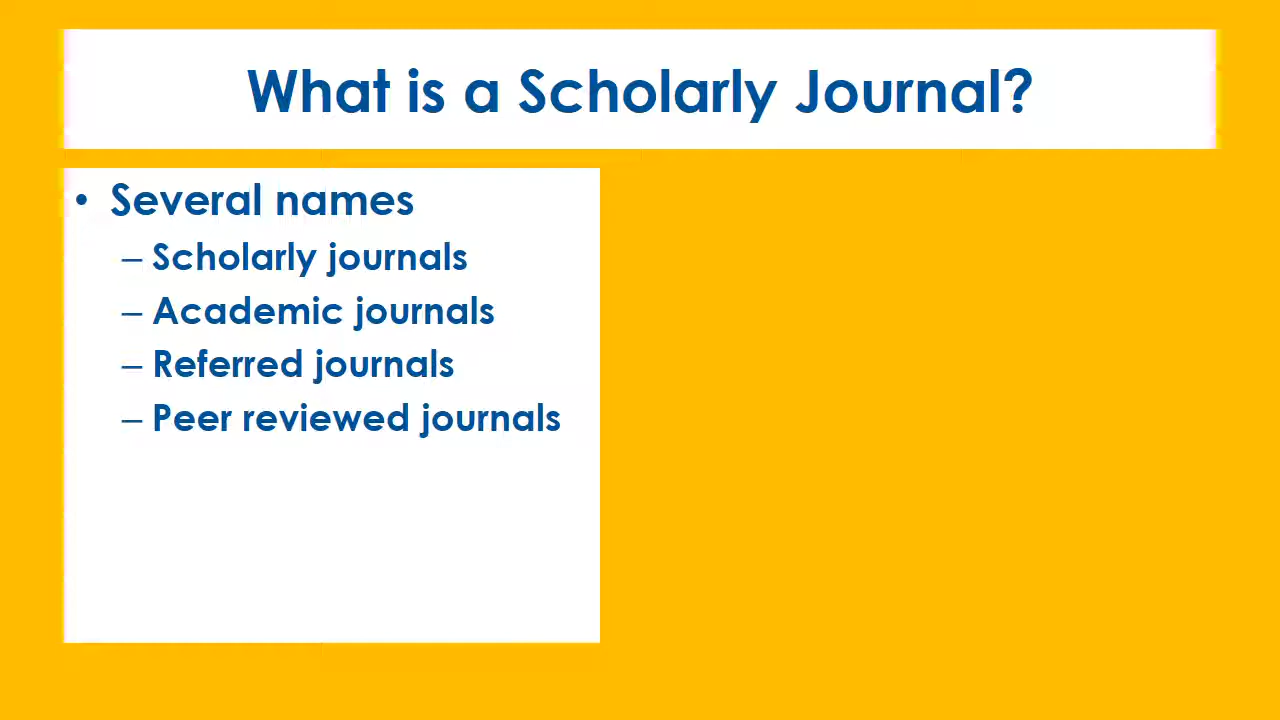 What is a Scholarly Journal?
• Several names
– Scholarly journals
– Academic journals
– Referred journals
– Peer reviewed journals